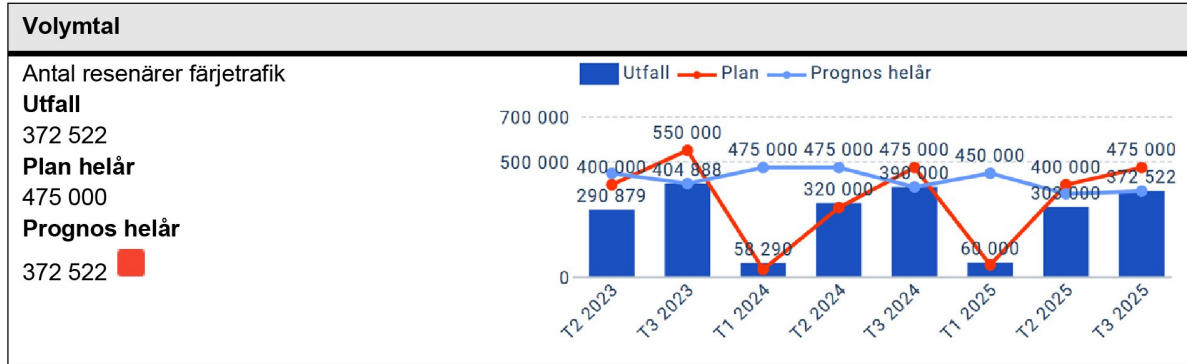 Volymtal
Antal resenärer färjetrafik
Utfall
372 522
Plan helår
475 000
Prognos helår
372 522
Utfall Plan Prognos helår
700 000
500 000
0
400 000
290 879
550 000
404 888
475 000
58 290
475 000
320 000
475 000
390 000
450 000
60 000
400 000
475 000
372 522
T2 2023
T3 2023
T1 2024
T2 2024
T3 2024
T1 2025
T2 2025
T3 2025